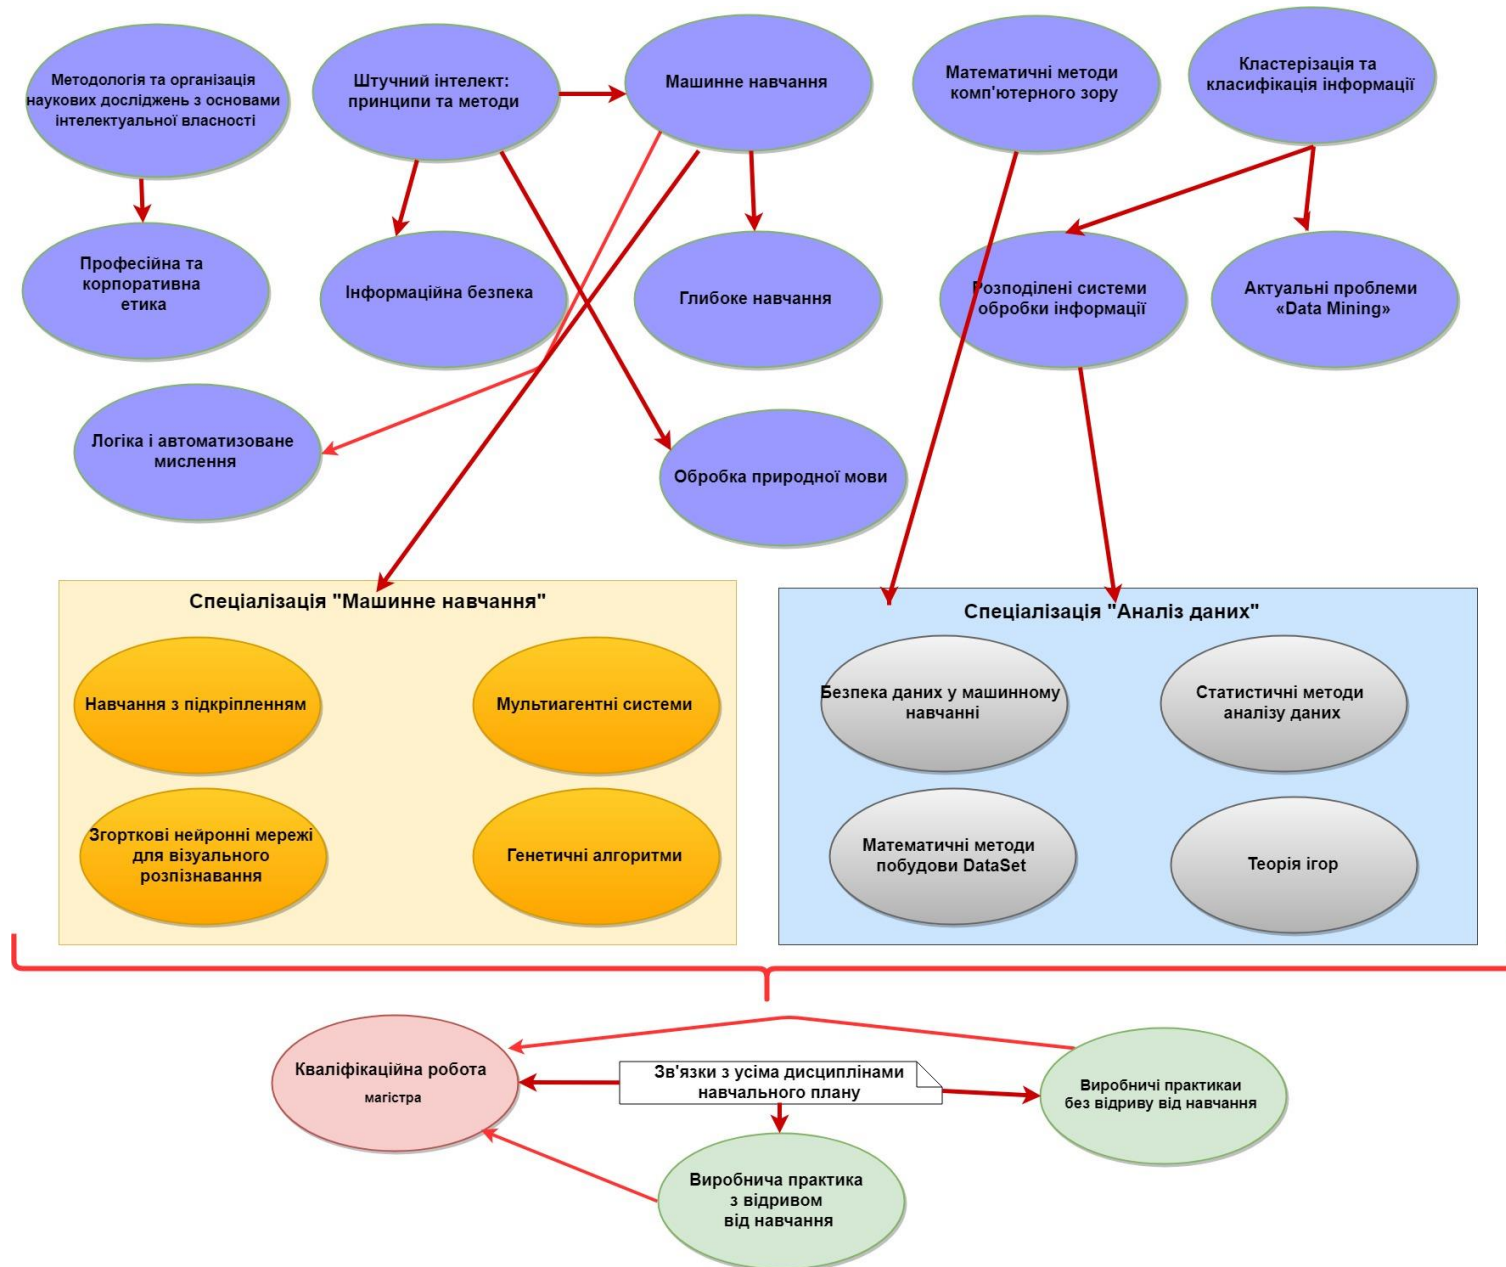 Методологія та організація
наукових досліджень з основами
інтелектуальної власності
Штучний інтелект:
принципи та методи
Машинне навчання
Математичні методи
комп'ютерного зору
Кластерізація та
класифікація інформації
Професійна та
корпоративна
етика
Інформаційна безпека
Глибоке навчання
Розподілені системи
обробки інформації
Актуальні проблеми
«Data Mining»
Логіка і автоматизоване
мислення
Обробка природної мови
Спеціалізація "Машинне навчання"
Навчання з підкріпленням
Мультиагентні системи
Згорткові нейронні мережі
для візуального
розпізнавання
Генетичні алгоритми
Спеціалізація "Аналіз даних"
Безпека даних у машинному
навчанні
Статистичні методи
аналізу даних
Математичні методи
побудови DataSet
Теорія ігор
Кваліфікаційна робота
магістра
Зв'язки з усіма дисциплінами
навчального плану
Виробничі практикаи
без відриву від навчання
Виробнича практика
з відривом
від навчання